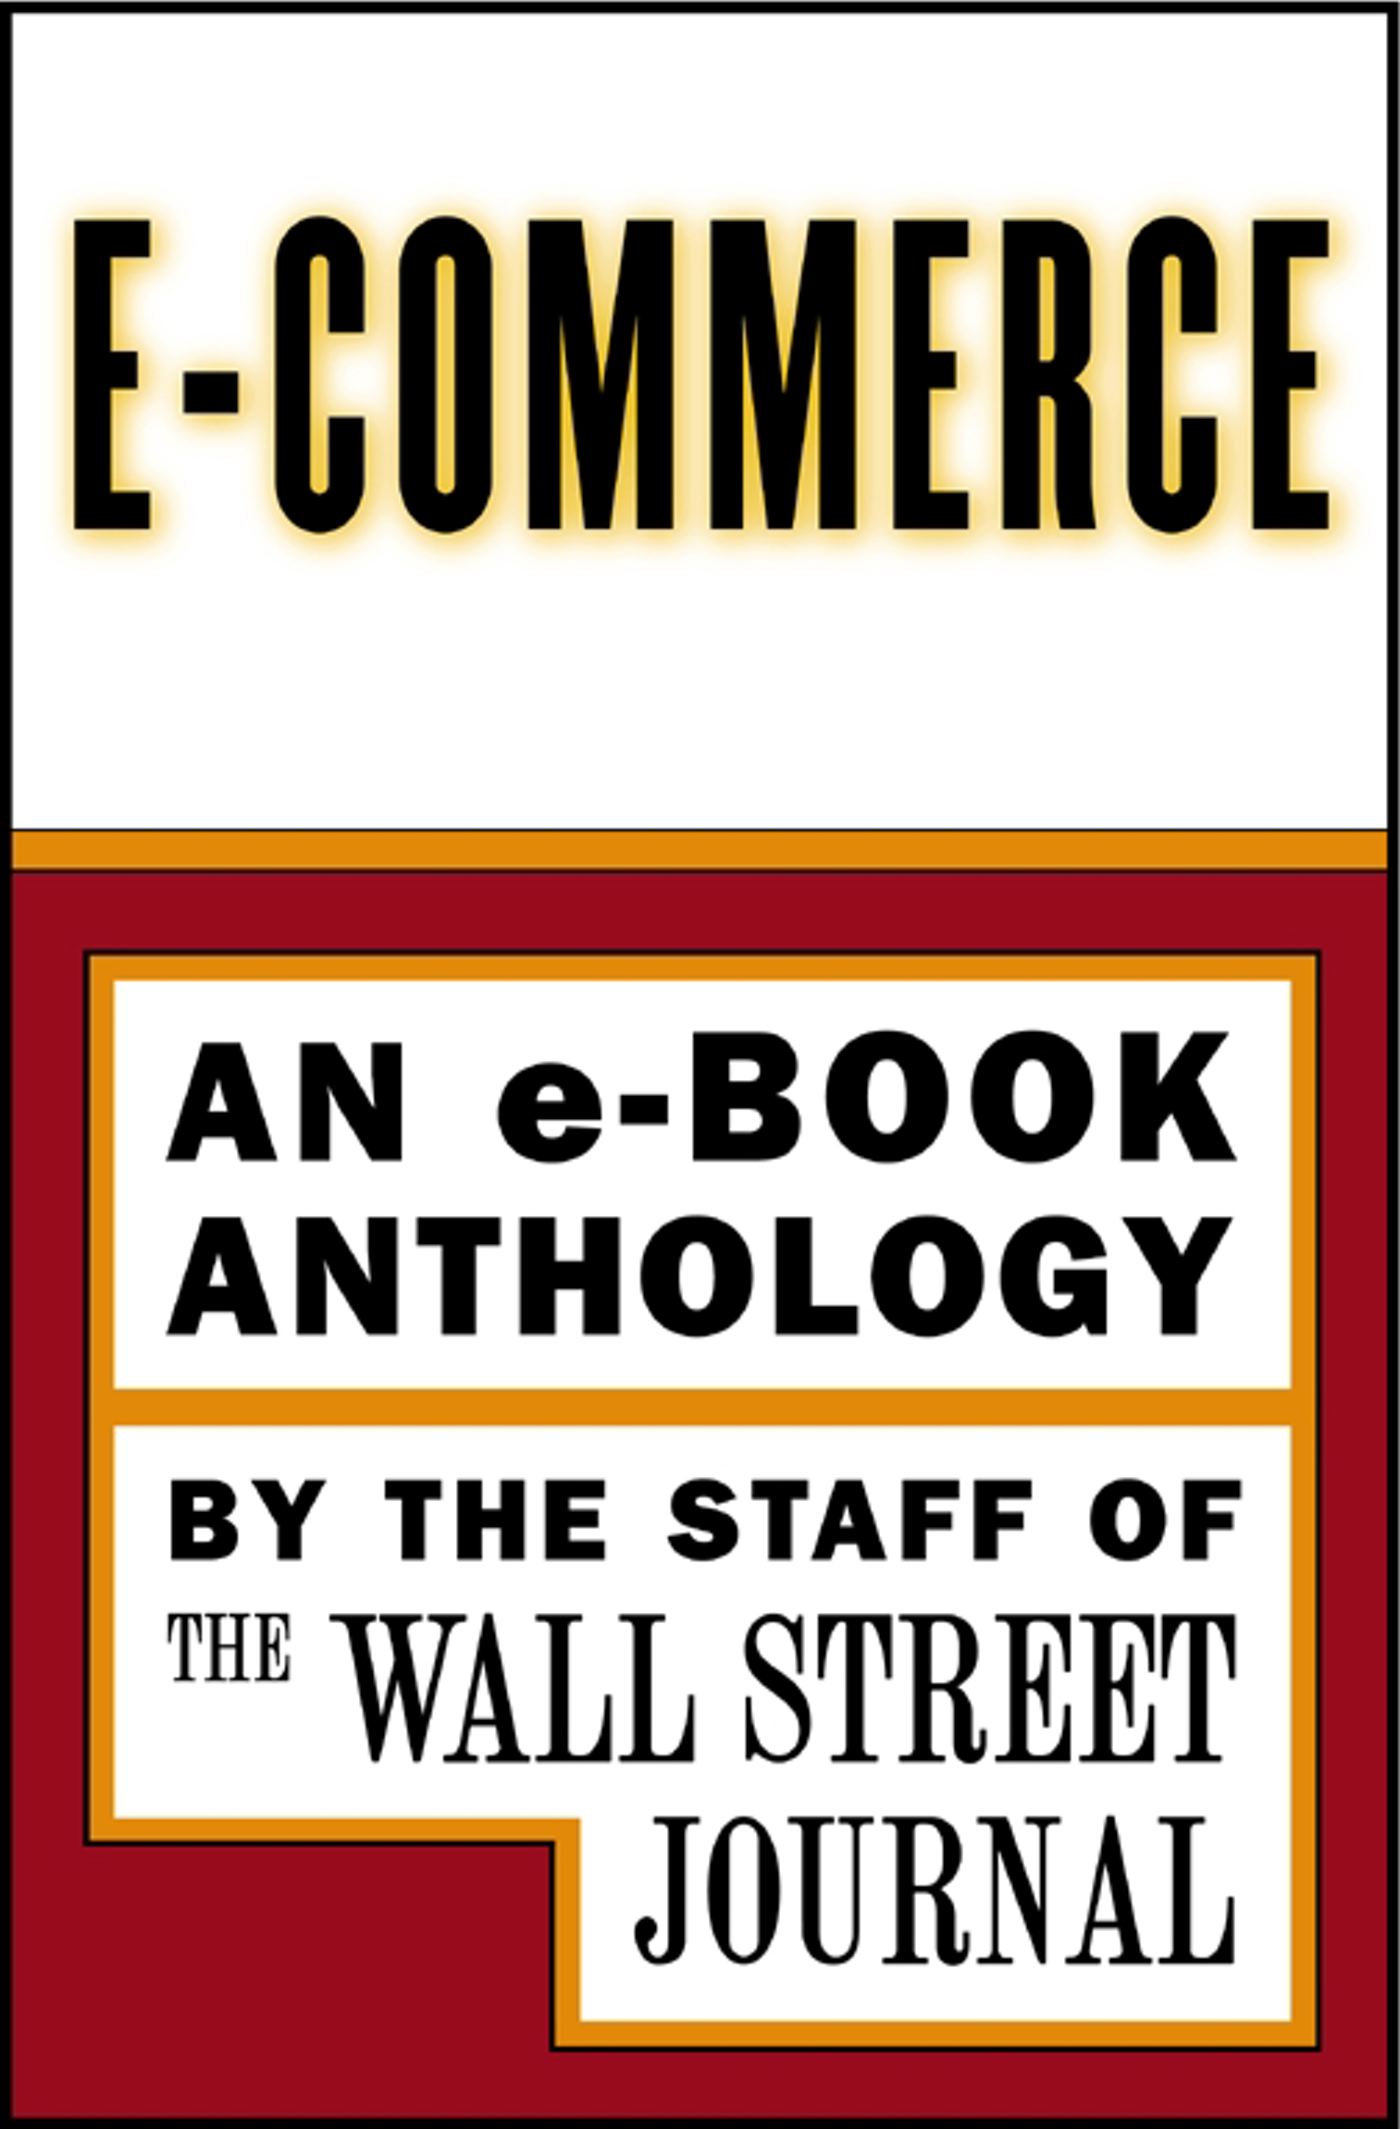 E-COMMERCE
AN e-BOOK
ANTHOLOGY
BY THE STAFF OF
THE WALL STREET
JOURNAL